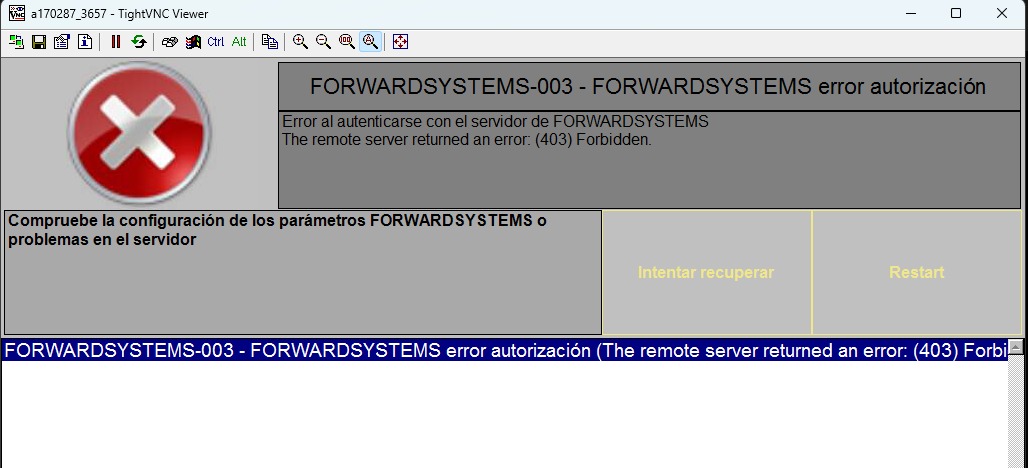 a170287_3657 - TightVNC Viewer
Ctrl Alt
FORWARDSYSTEMS-003 - FORWARDSYSTEMS error autorización
Error al autenticarse con el servidor de FORWARDSYSTEMS
The remote server returned an error: (403) Forbidden.
Compruebe la configuración de los parámetros FORWARDSYSTEMS o
problemas en el servidor
Intentar recuperar
Restart
FORWARDSYSTEMS-003 - FORWARDSYSTEMS error autorización (The remote server returned an error: (403) Forbi